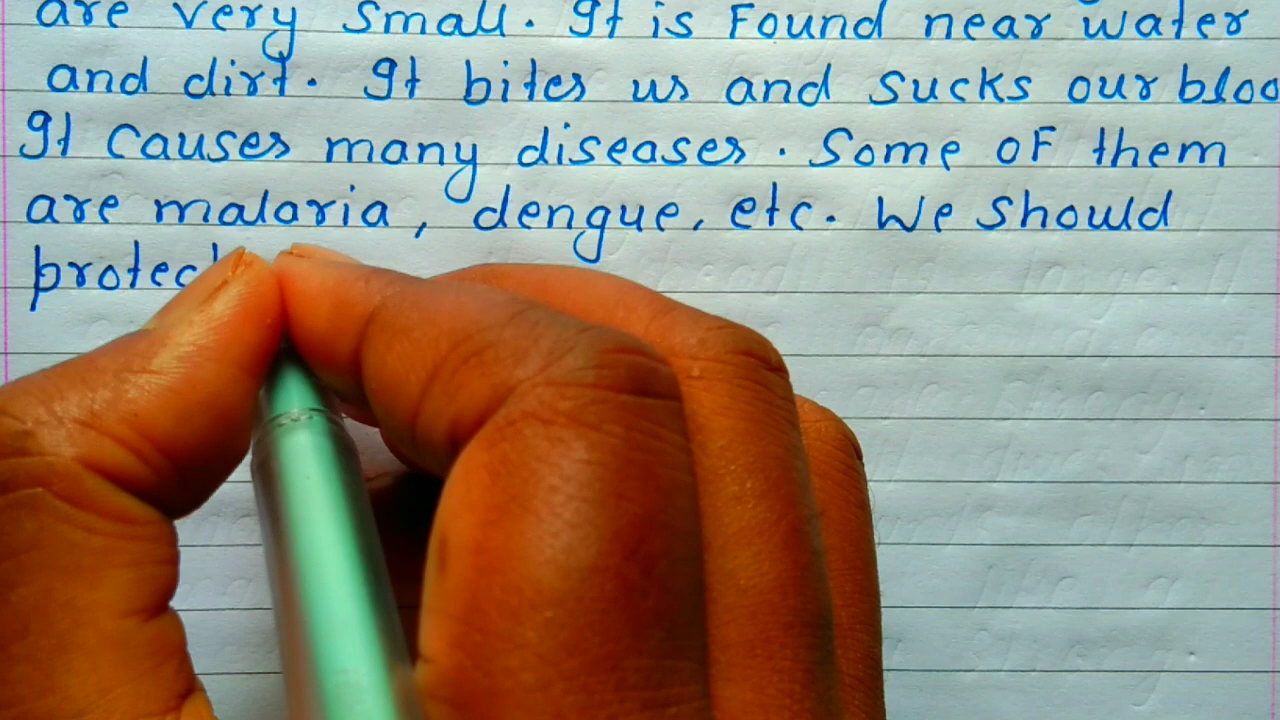 are very small. It is Found near water
and dirt. It bites us and sucks our bloo
It causes many diseases. Some of them
are malaria, dengue, etc. We should
protect